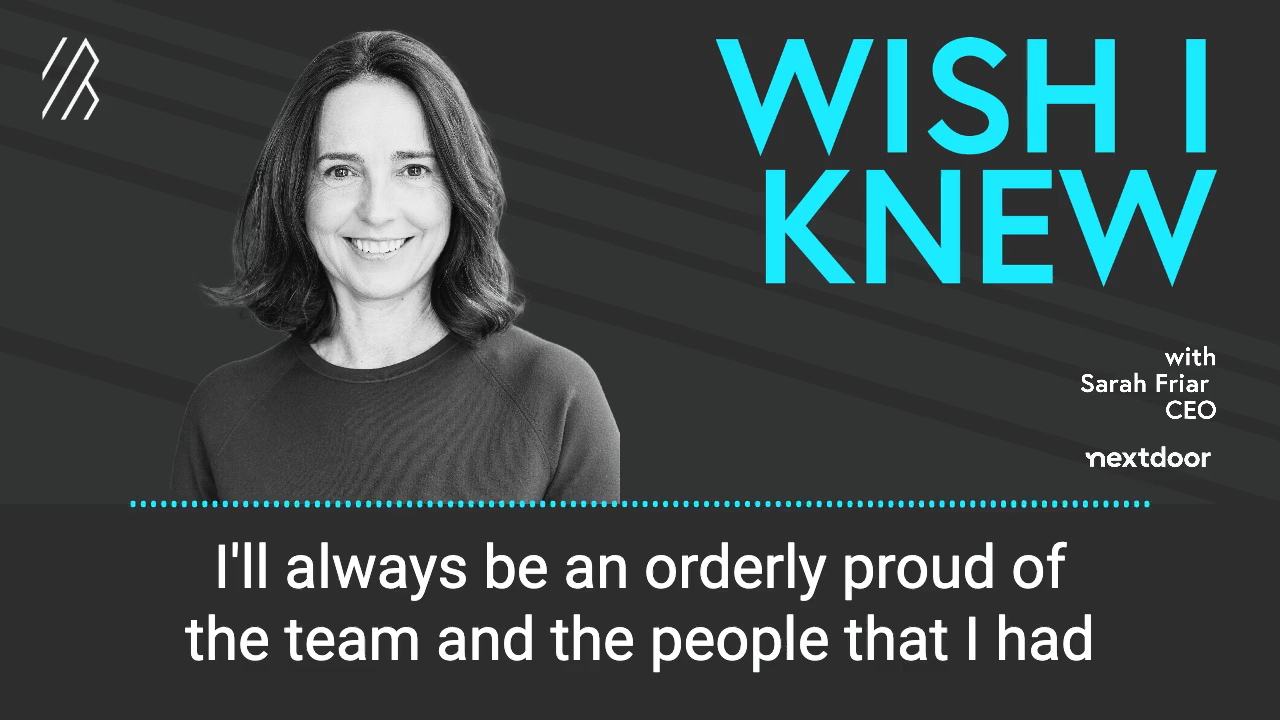 WISH I
KNEW
with
Sarah Friar
CEO
nextdoor
I'll always be an orderly proud of
the team and the people that I had